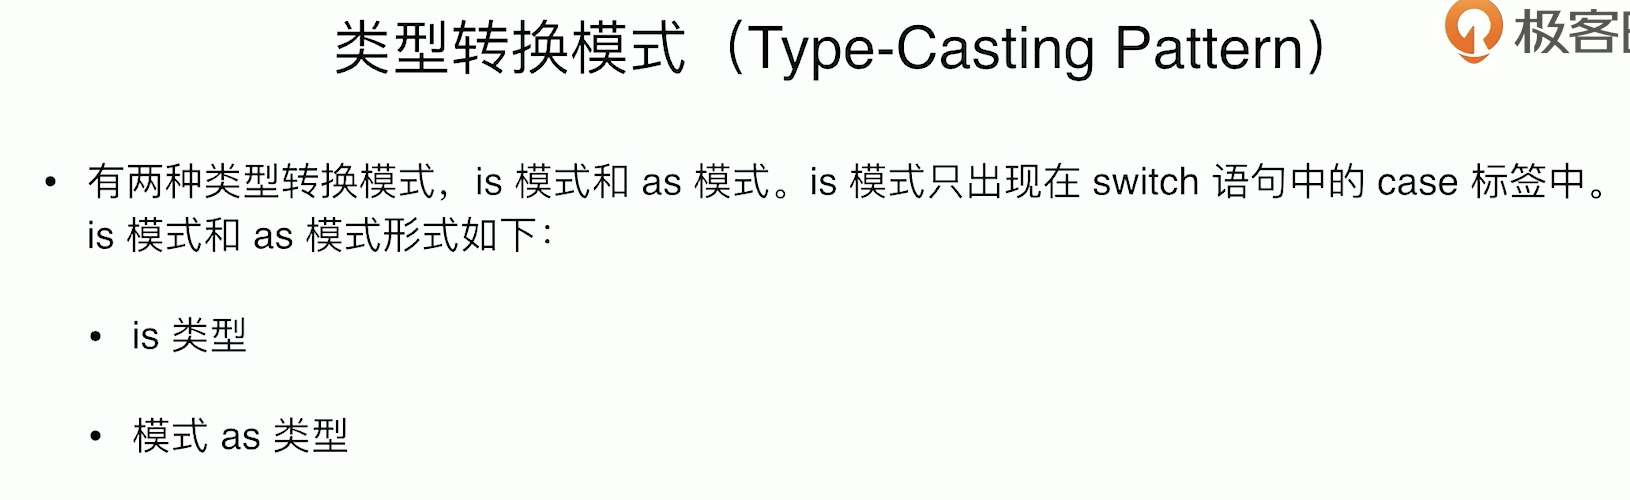 类型转换模式（Type-Casting Pattern）
极客
• 有两种类型转换模式，is 模式和 as 模式。is 模式只出现在 switch 语句中的 case 标签中。
is 模式和 as 模式形式如下：
• is 类型
• 模式 as 类型